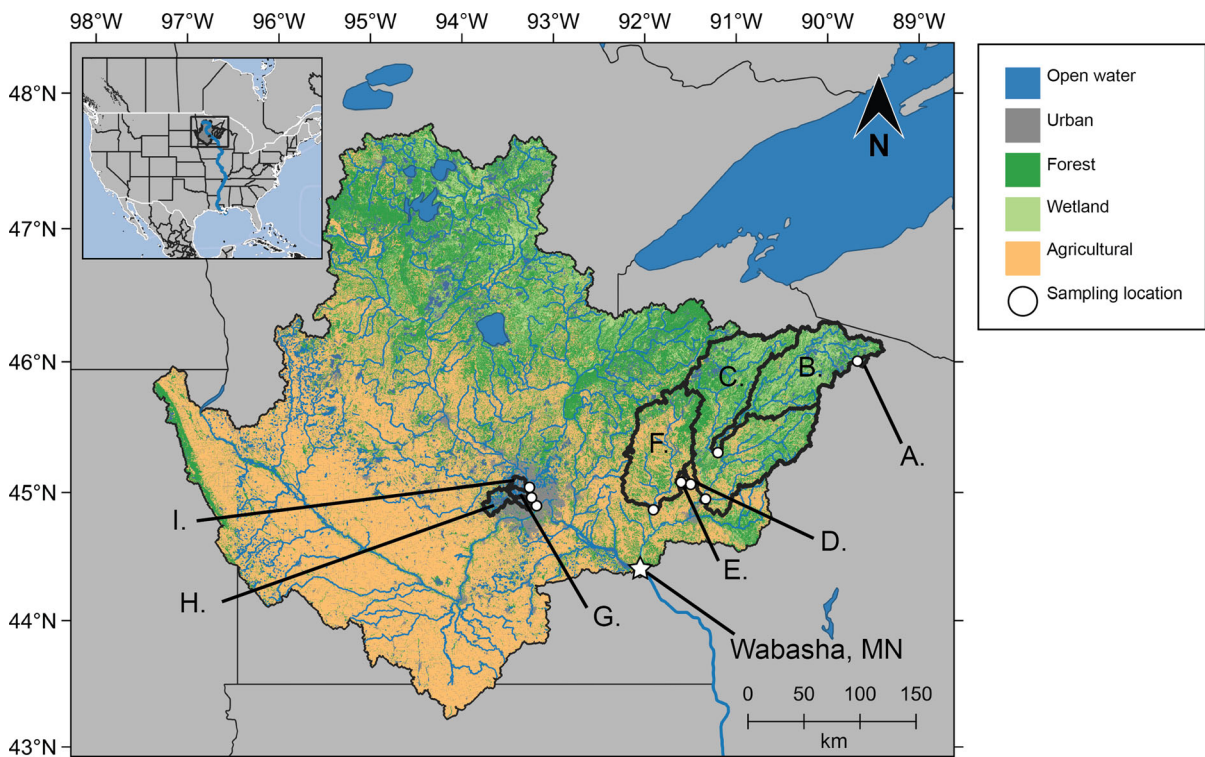 98°W. 97°W. 96°W. 95°W. 94°W. 93°W. 92°W. 91°W. 90°W. 89°W.
48°N
47°N
46°N
45°N
44°N
43°N
N
A.
B.
C.
D.
E.
F.
G.
H.
I.
Wabasha, MN
0 50 100 150
km
Open water
Urban
Forest
Wetland
Agricultural
Sampling location